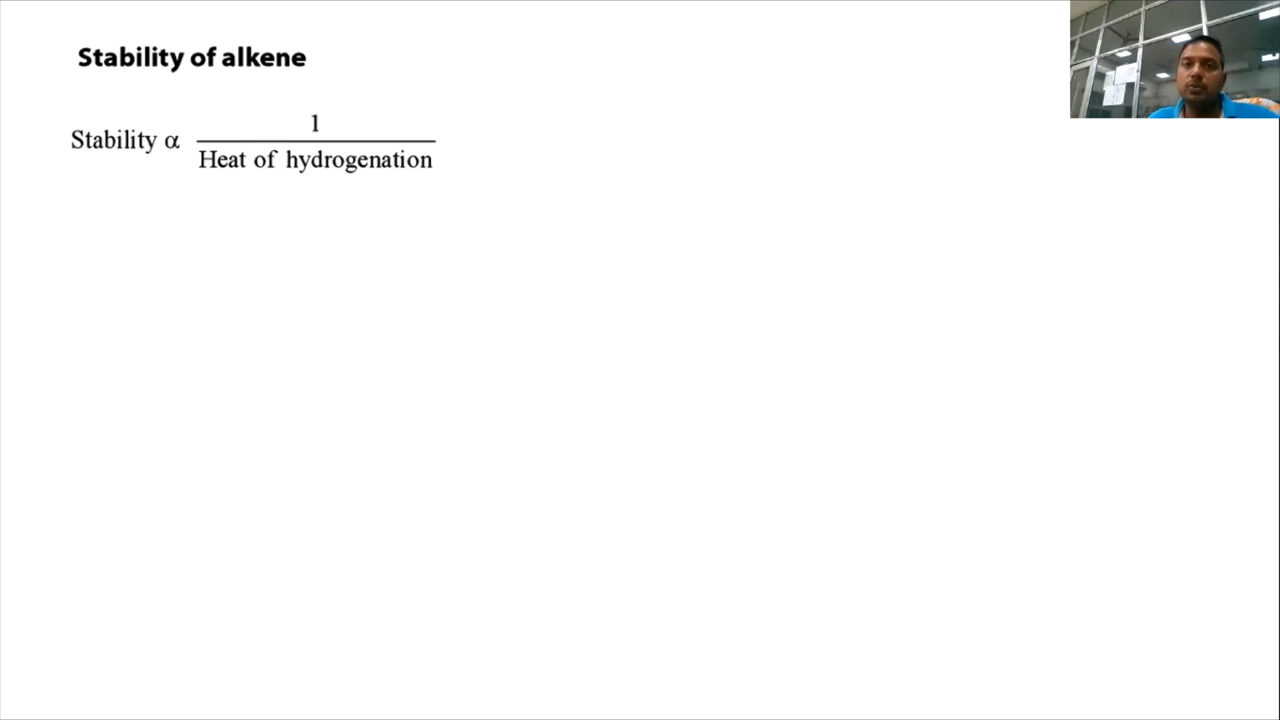 Stability of alkene
Stability α 1
Heat of hydrogenation